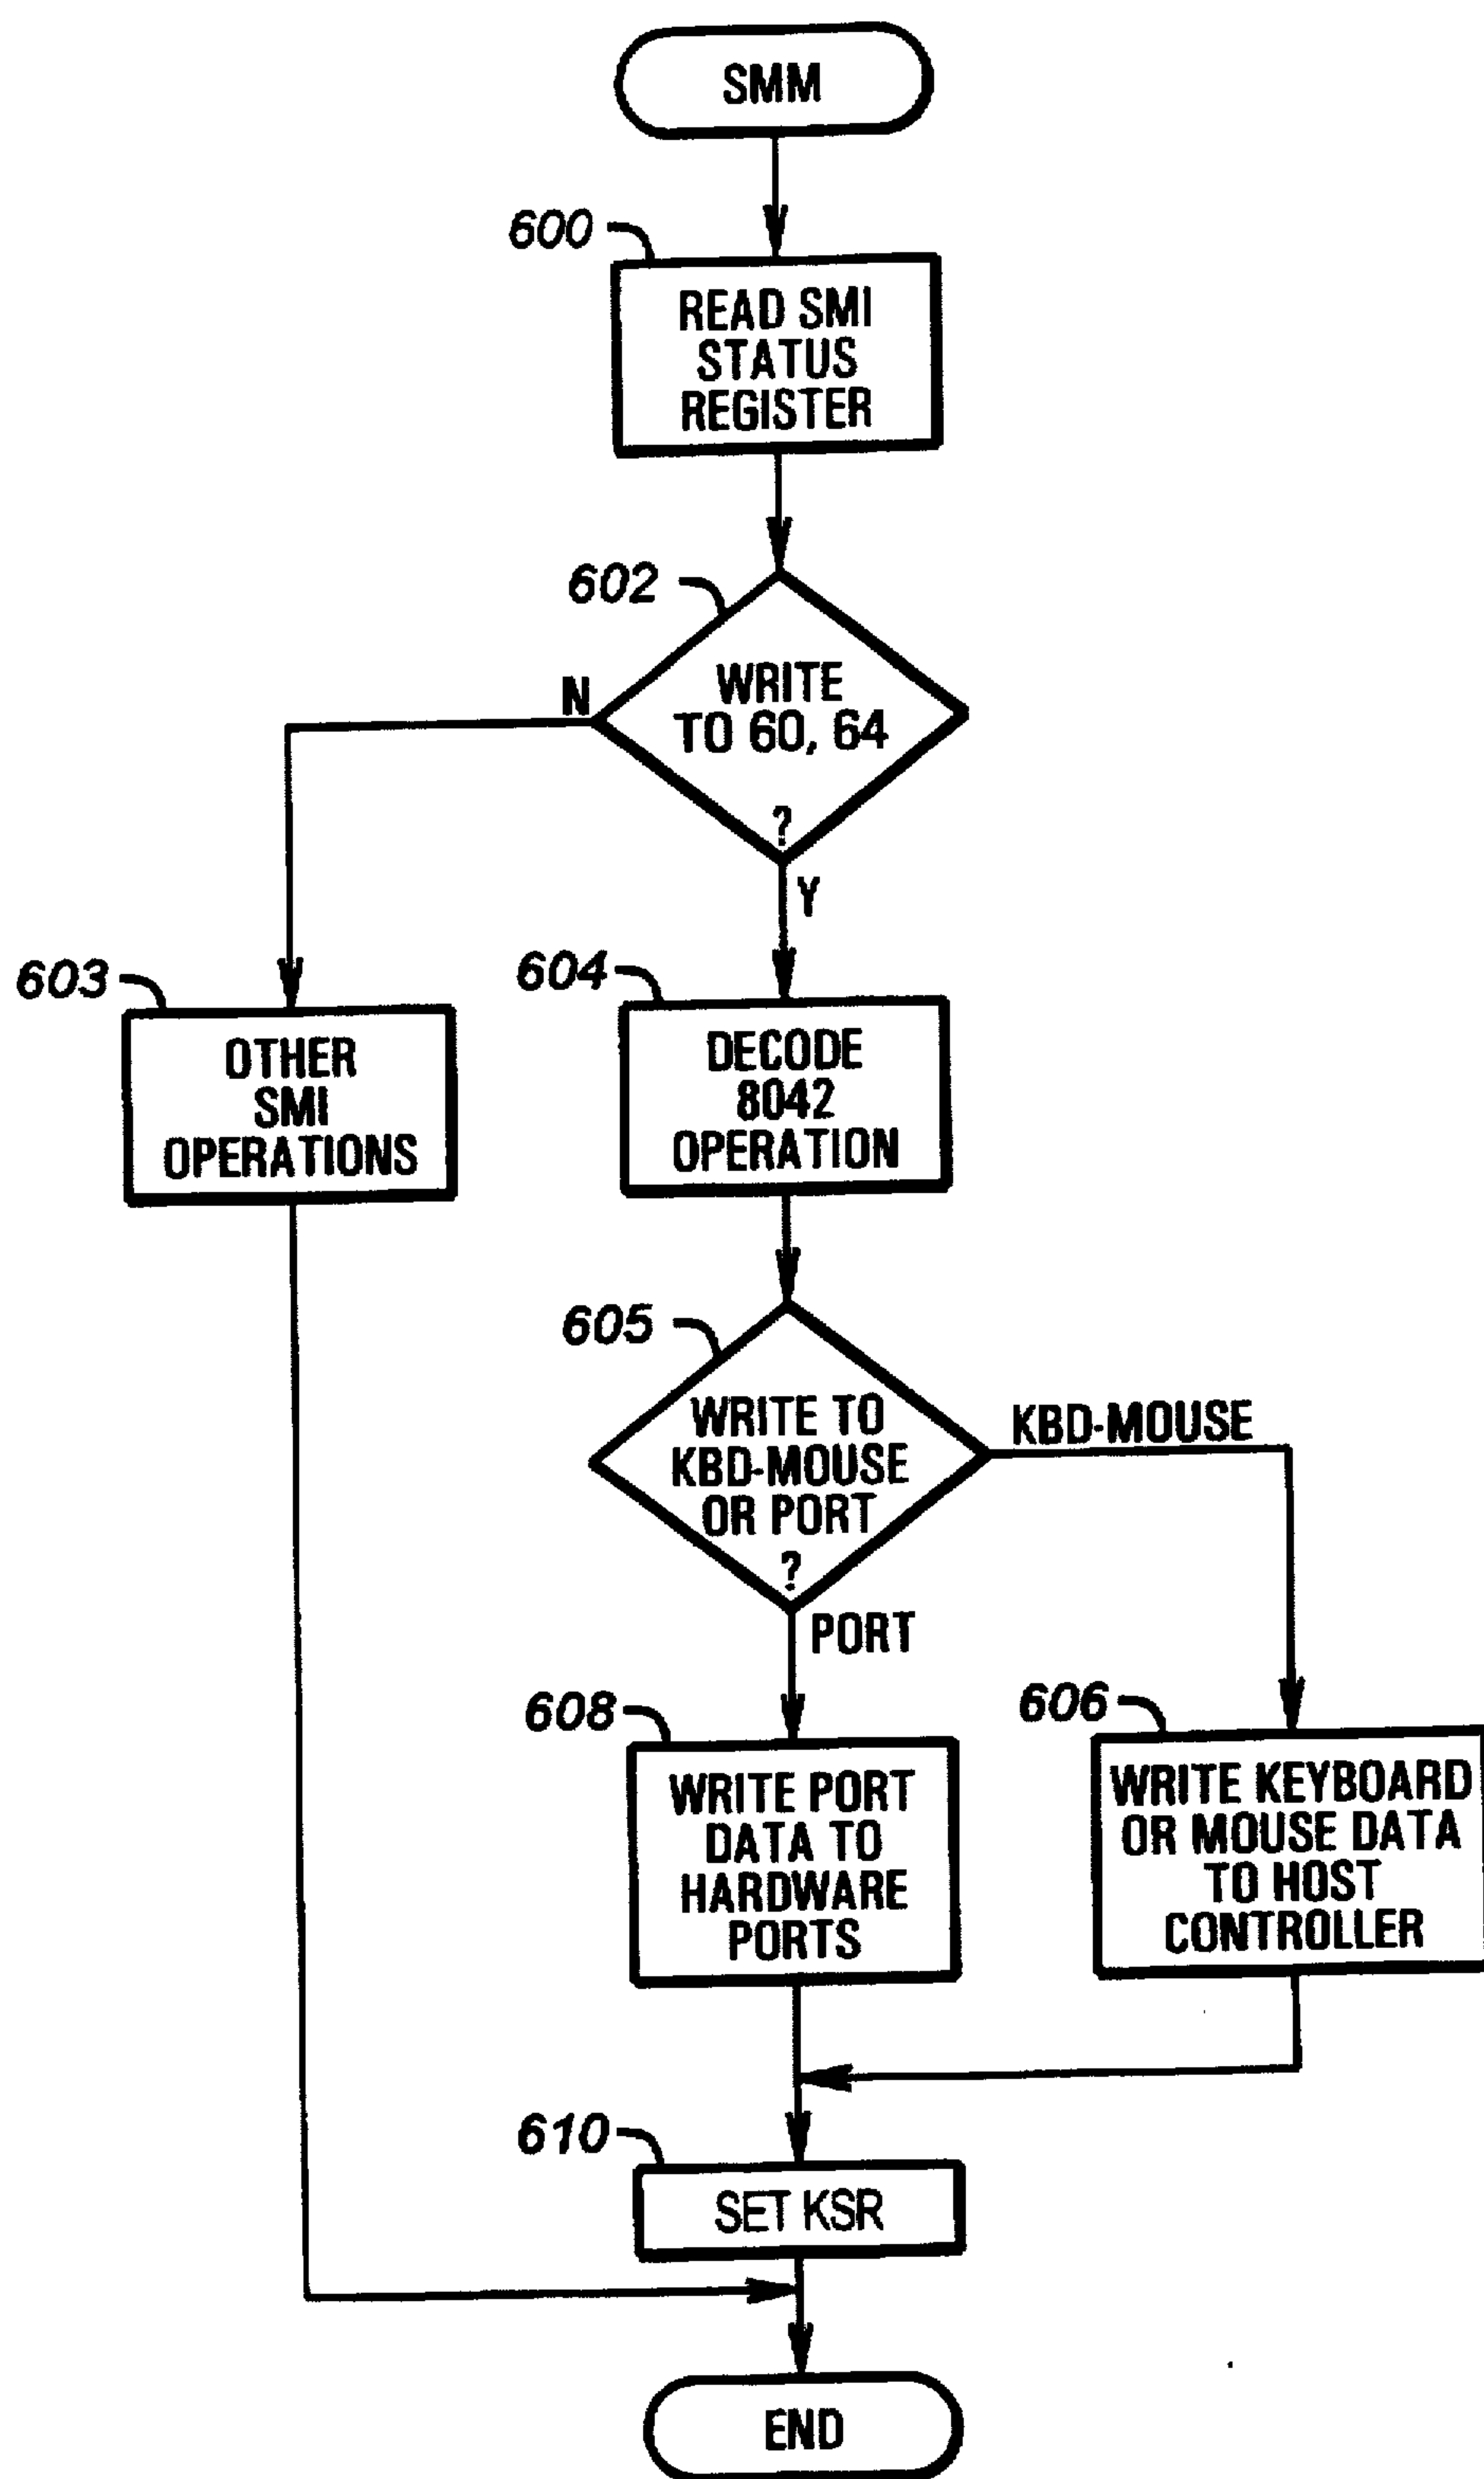 SMM
600
READ SMI
STATUS
REGISTER
602
WRITE
TO 60, 64
?
N
Y
603
OTHER
SMI
OPERATIONS
604
DECODE
8042
OPERATION
605
WRITE TO
KBD-MOUSE
OR PORT
?
KBD-MOUSE
PORT
608
WRITE PORT
DATA TO
HARDWARE
PORTS
606
WRITE KEYBOARD
OR MOUSE DATA
TO HOST
CONTROLLER
610
SET KSR
END